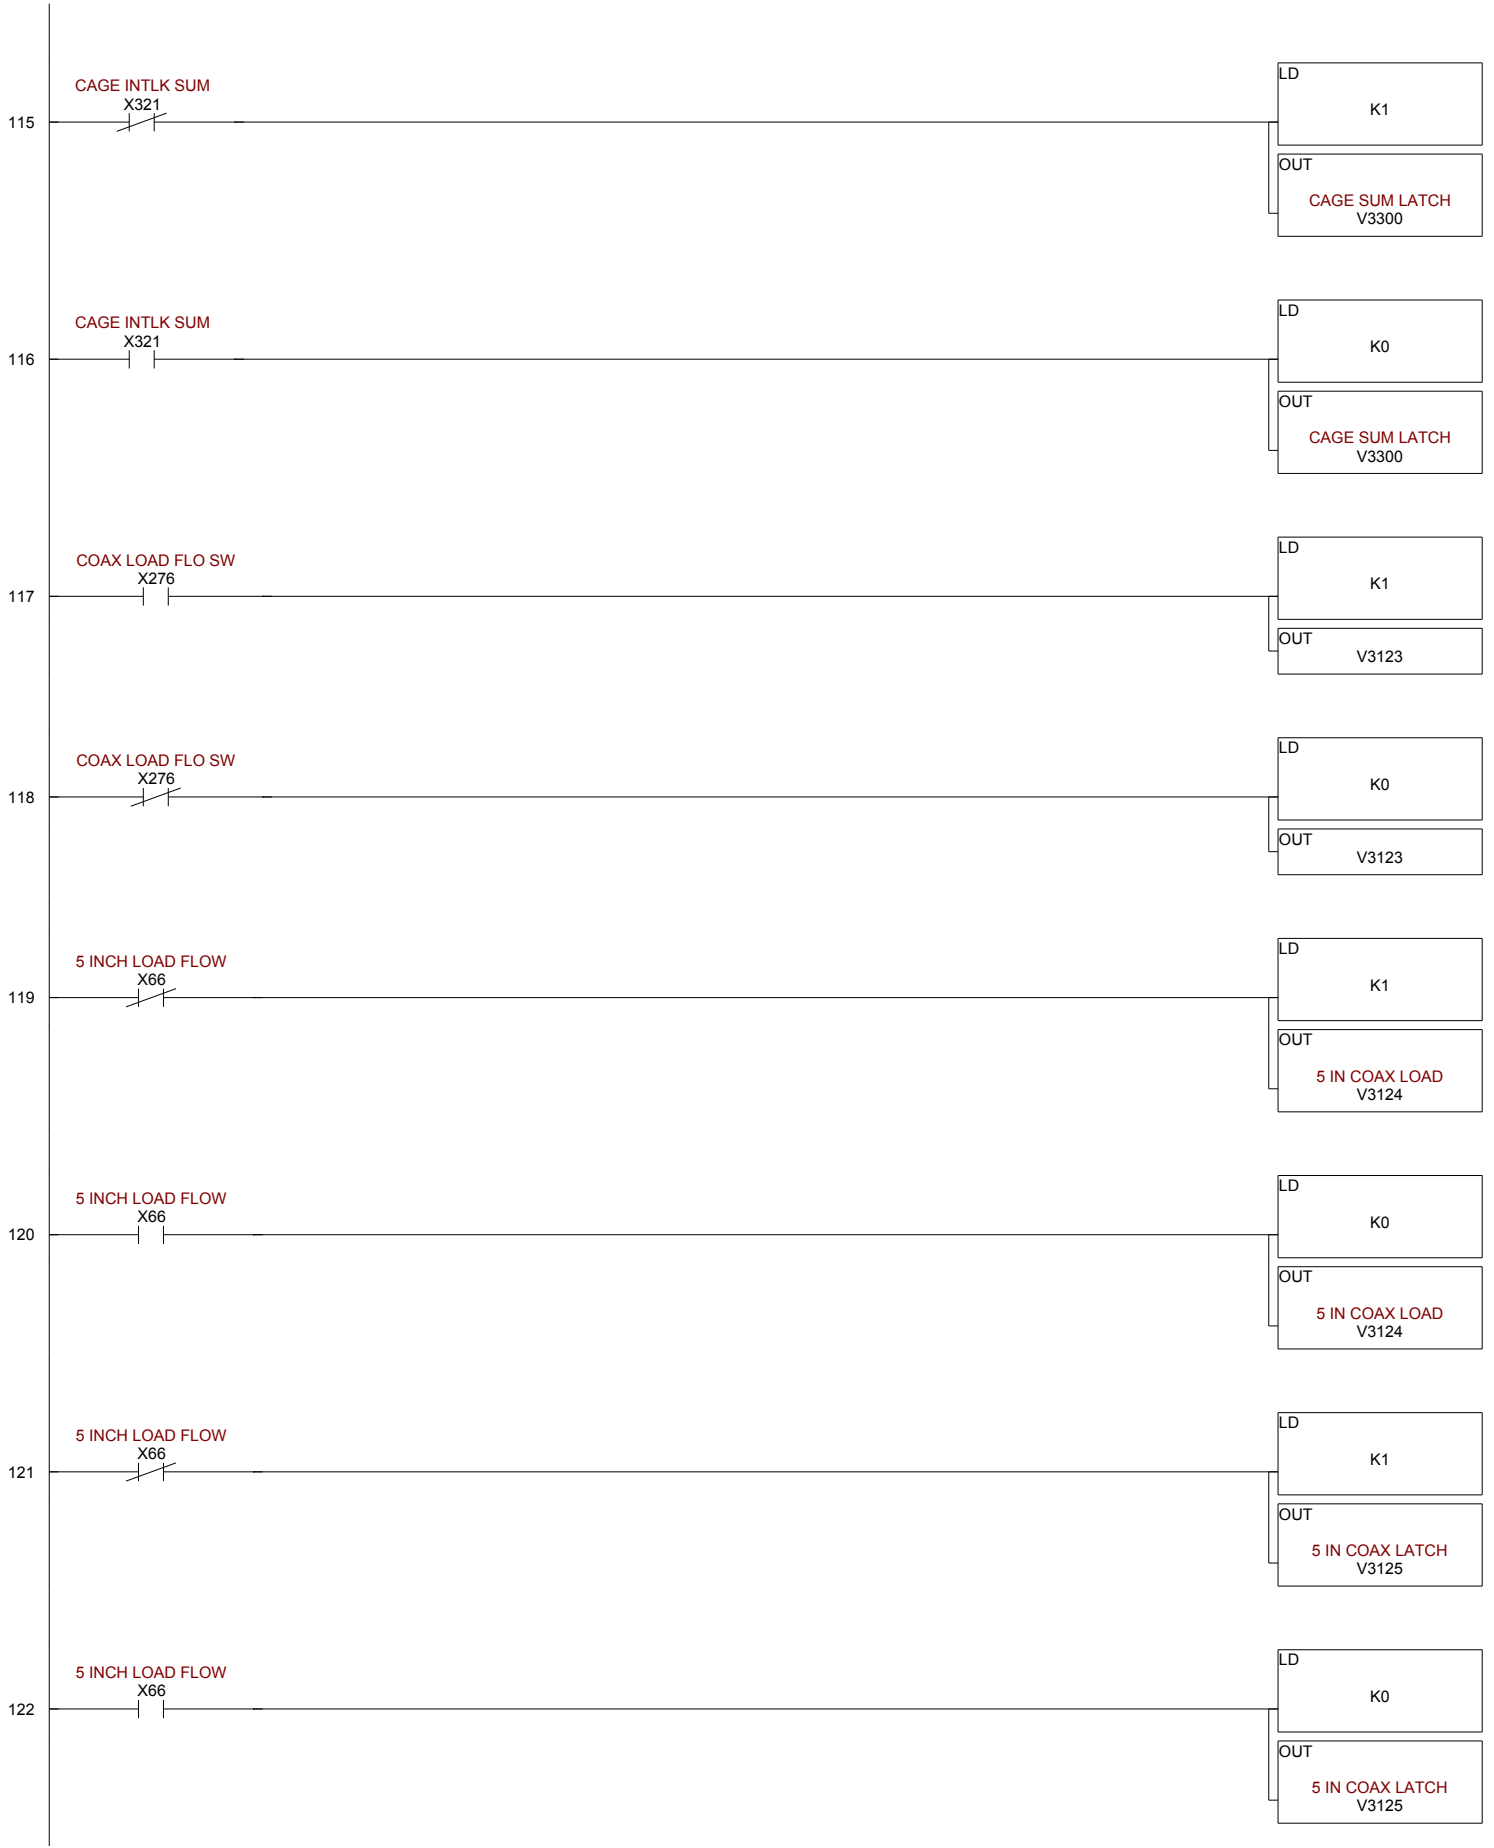 CAGE INTLK SUM
X321
115
LD
K1
OUT
CAGE SUM LATCH
V3300
CAGE INTLK SUM
X321
116
LD
K0
OUT
CAGE SUM LATCH
V3300
COAX LOAD FLO SW
X276
117
LD
K1
OUT
V3123
COAX LOAD FLO SW
X276
118
LD
K0
OUT
V3123
5 INCH LOAD FLOW
X66
119
LD
K1
OUT
5 IN COAX LOAD
V3124
5 INCH LOAD FLOW
X66
120
LD
K0
OUT
5 IN COAX LOAD
V3124
5 INCH LOAD FLOW
X66
121
LD
K1
OUT
5 IN COAX LATCH
V3125
5 INCH LOAD FLOW
X66
122
LD
K0
OUT
5 IN COAX LATCH
V3125